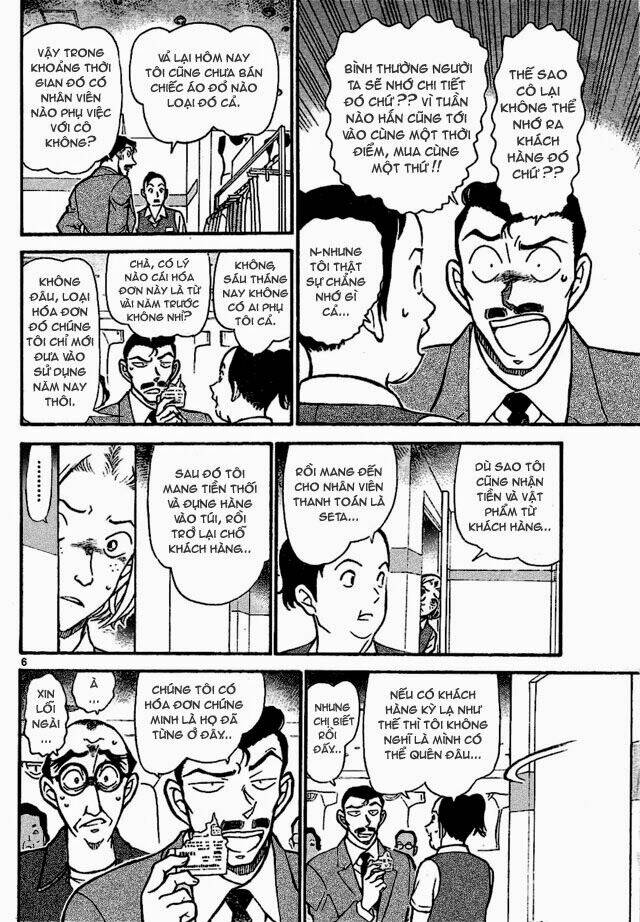 THẾ SAO
CÔ LẠI
KHÔNG THỂ
NHỚ RA
KHÁCH
HÀNG ĐÓ
CHỨ ??
BÌNH THƯỜNG NGƯỜI
TA SẼ NHỚ CHI TIẾT
ĐÓ CHỨ ?? VÌ TUẦN
NÀO HẮN CŨNG TỚI
VÀO CÙNG MỘT THỜI
ĐIỂM, MUA CÙNG
MỘT THỨ !!
N-NHƯNG
TÔI THẬT
SỰ CHẲNG
NHỚ GÌ
CẢ...
VẢ LẠI HÔM NAY
TÔI CŨNG CHƯA BÁN
CHIẾC ÁO ĐỎ NÀO
LOẠI ĐÓ CẢ.
VẬY TRONG
KHOẢNG THỜI
GIAN ĐÓ CÓ
NHÂN VIÊN
NÀO PHỤ VIỆC
VỚI CÔ
KHÔNG?
KHÔNG,
SÁU THÁNG
NAY KHÔNG CÓ
AI PHỤ
TÔI CẢ.
CHÀ, CÓ LÝ
NÀO CÁI HÓA
ĐƠN NÀY LÀ TỪ
VÀI NĂM TRƯỚC
KHÔNG NHỈ?
KHÔNG
ĐÂU, LOẠI
HÓA ĐƠN
ĐÓ CHÚNG
TÔI CHỈ MỚI
ĐƯA VÀO
SỬ DỤNG
NĂM NAY
THÔI.
DÙ SAO TÔI
CŨNG NHẬN
TIỀN VÀ VẬT
PHẨM TỪ
KHÁCH HÀNG...
RỒI MANG ĐẾN
CHO NHÂN VIÊN
THANH TOÁN LÀ
SETA...
SAU ĐÓ TÔI
MANG TIỀN THỐI
VÀ ĐỰNG HÀNG
VÀO TÚI, RỒI
TRỞ LẠI CHỖ
KHÁCH HÀNG...
........
6
NẾU CÓ KHÁCH
HÀNG KỲ LẠ NHƯ
THẾ THÌ TÔI KHÔNG
NGHĨ LÀ MÌNH CÓ
THỂ QUÊN ĐÂU.
NHƯNG
CHỊ BIẾT
RỒI
ĐẤY...
CHÚNG TÔI CÓ
HÓA ĐƠN CHỨNG
MINH LÀ HỌ ĐÃ
TỪNG Ở ĐÂY...
À
...
XIN
LỖI
NGÀI
...